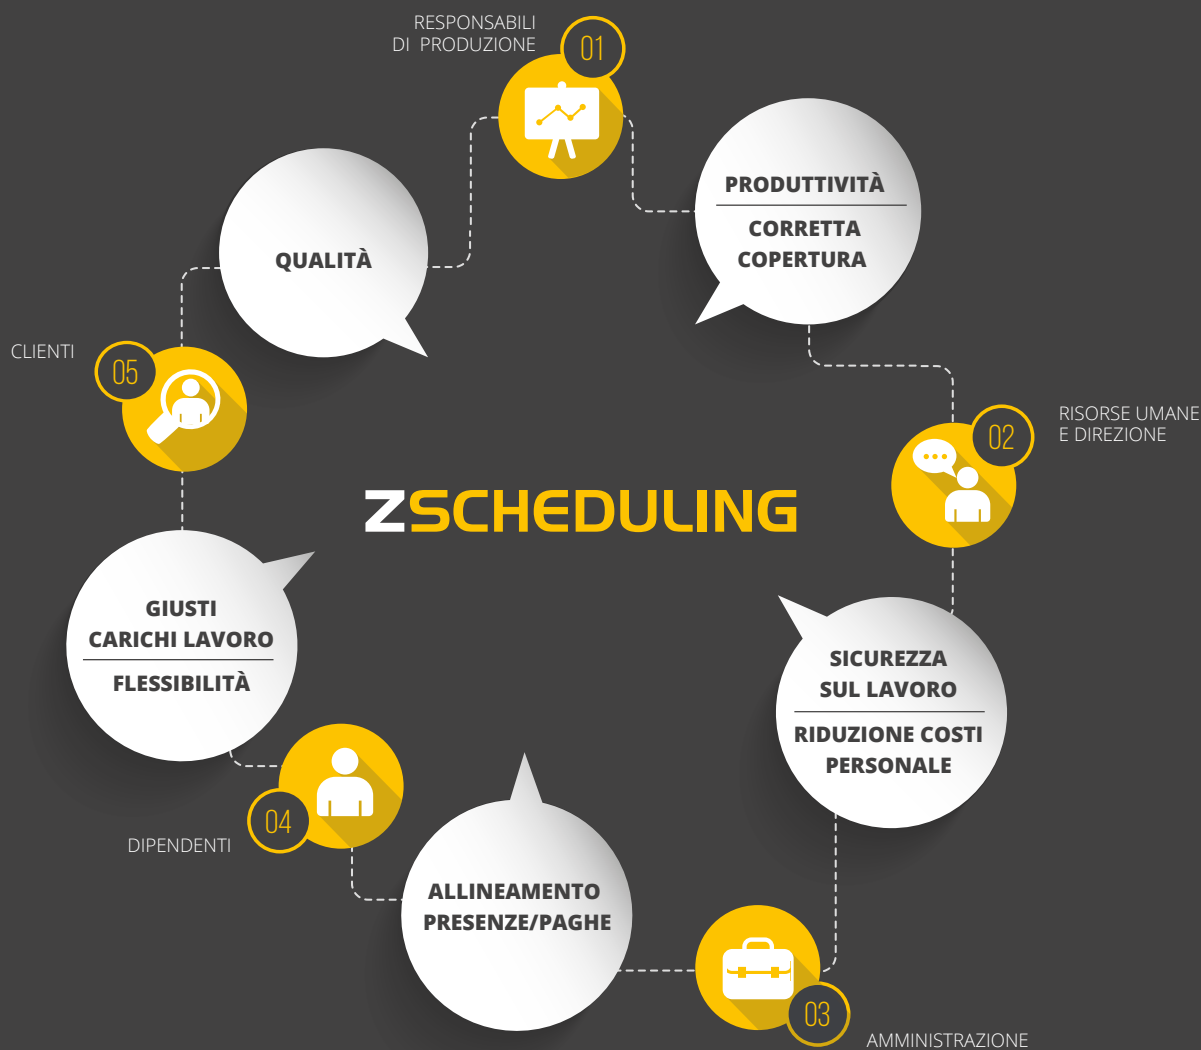 RESPONSABILI
DI PRODUZIONE
01
PRODUTTIVITÀ
CORRETTA
COPERTURA
RISORSE UMANE
E DIREZIONE
02
SICUREZZA
SUL LAVORO
RIDUZIONE COSTI
PERSONALE
03
AMMINISTRAZIONE
ALLINEAMENTO
PRESENZE/PAGHE
04
DIPENDENTI
GIUSTI
CARICHI LAVORO
FLESSIBILITÀ
CLIENTI
05
QUALITÀ
ZSCHEDULING